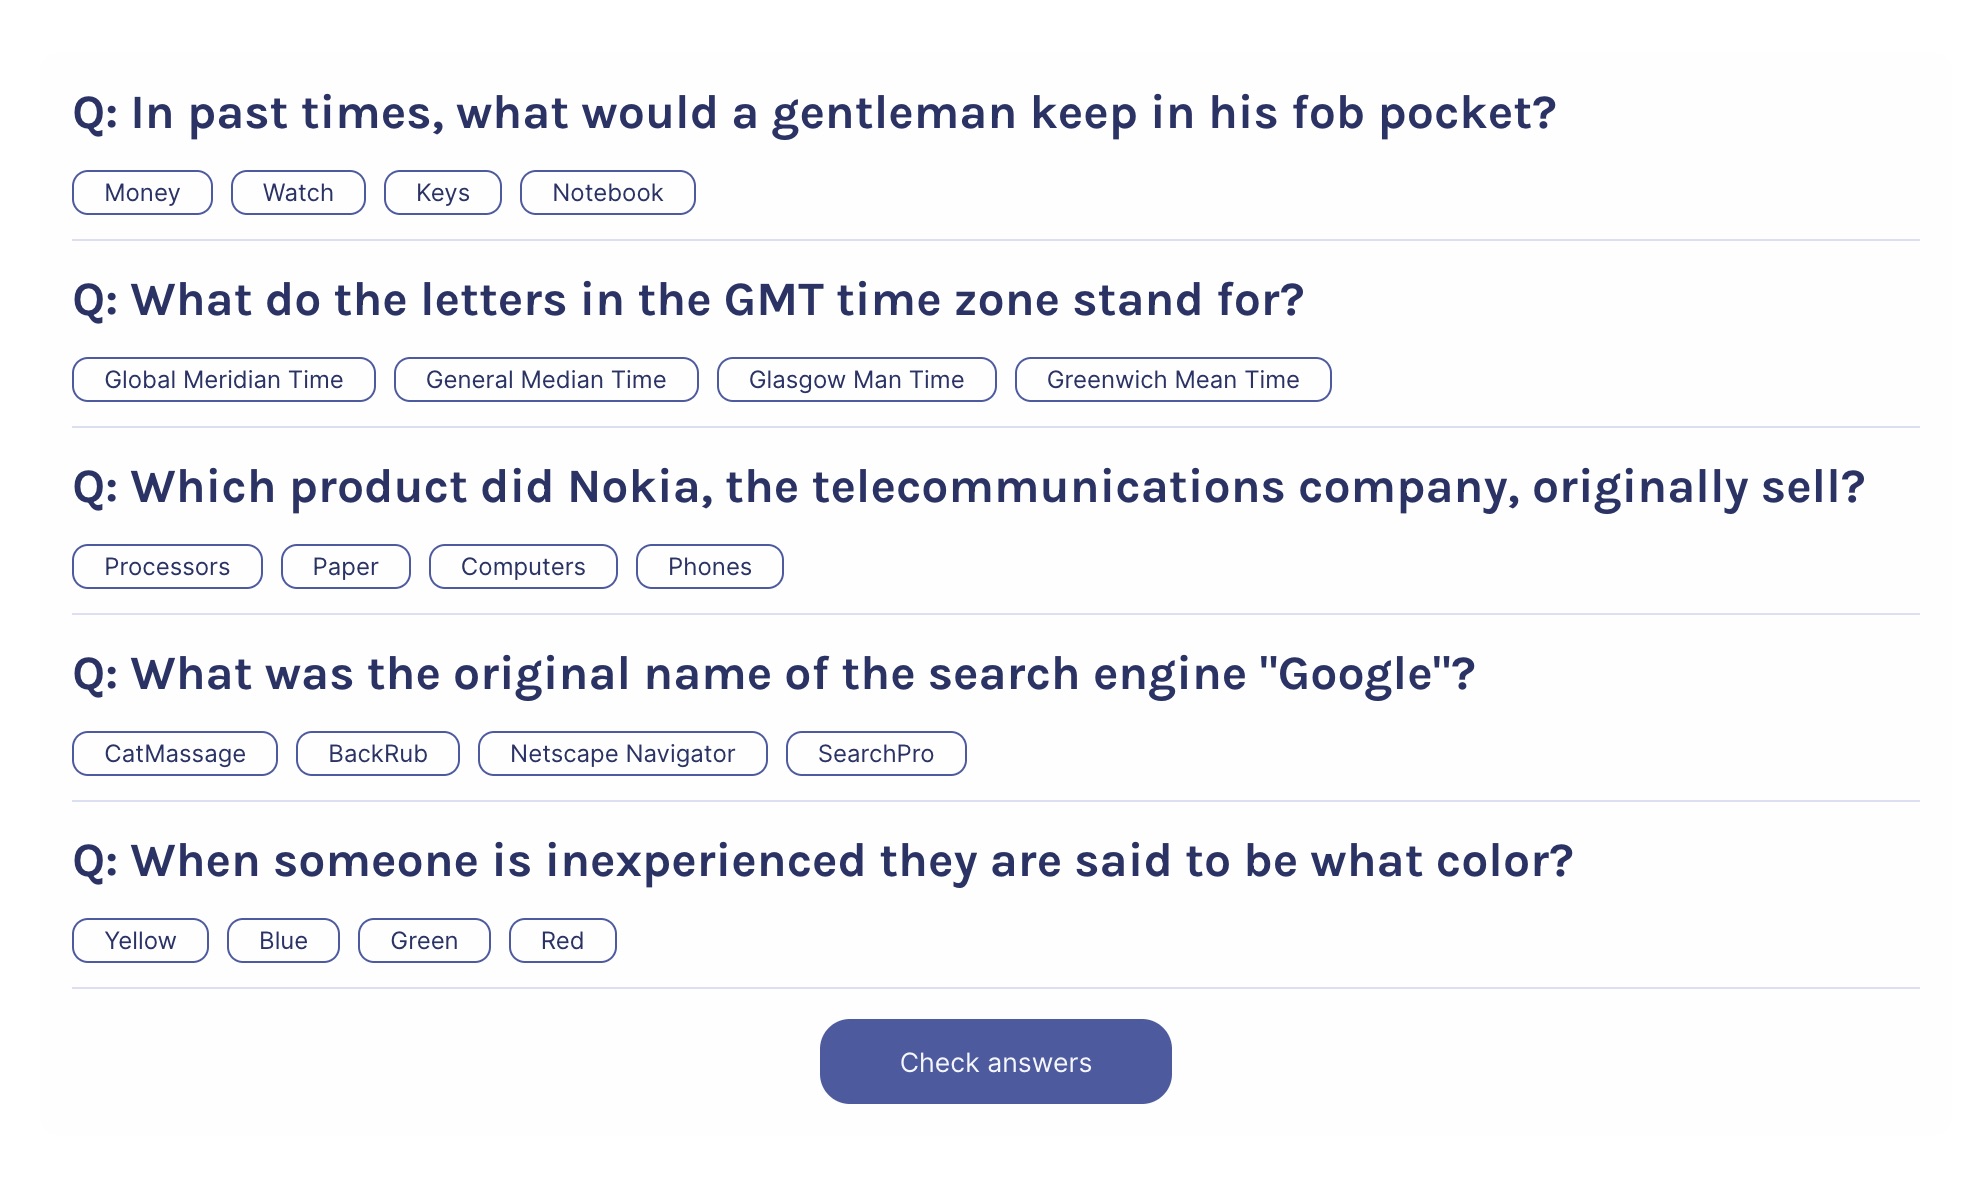 Q: In past times, what would a gentleman keep in his fob pocket?
Money Watch Keys Notebook
Q: What do the letters in the GMT time zone stand for?
Global Meridian Time General Median Time Glasgow Man Time Greenwich Mean Time
Q: Which product did Nokia, the telecommunications company, originally sell?
Processors Paper Computers Phones
Q: What was the original name of the search engine "Google"?
CatMassage BackRub Netscape Navigator SearchPro
Q: When someone is inexperienced they are said to be what color?
Yellow Blue Green Red
Check answers